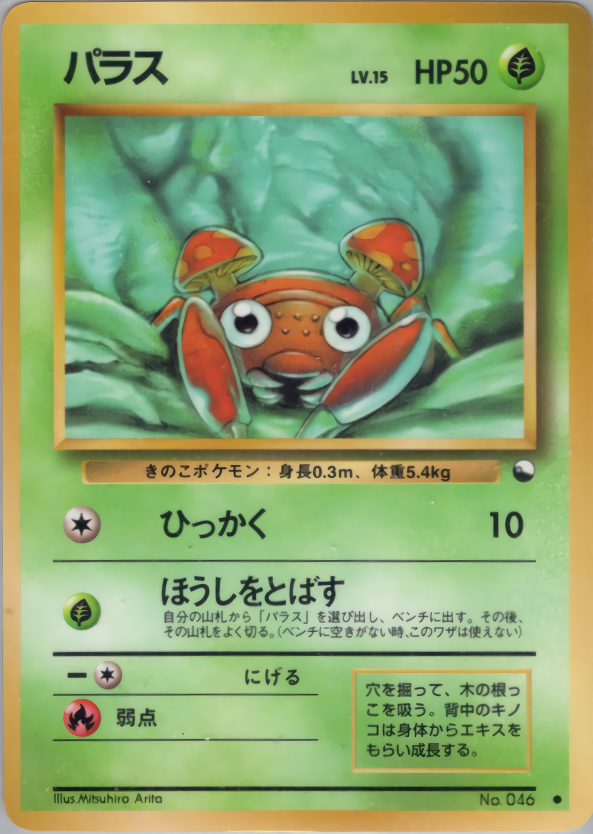 パラス LV.15 HP50
きのこポケモン：身長0.3m、体重5.4kg
ひっかく 10
ほうしをとばす
自分の山札から「パラス」を選び出し、ベンチに出す。その後、
その山札をよく切る。（ベンチに空きがない時、このワザは使えない）
ー にげる
弱点
穴を掘って、木の根っ
こを吸う。背中のキノ
コは身体からエキスを
もらい成長する。
Illus.Mitsuhiro Arita No. 046